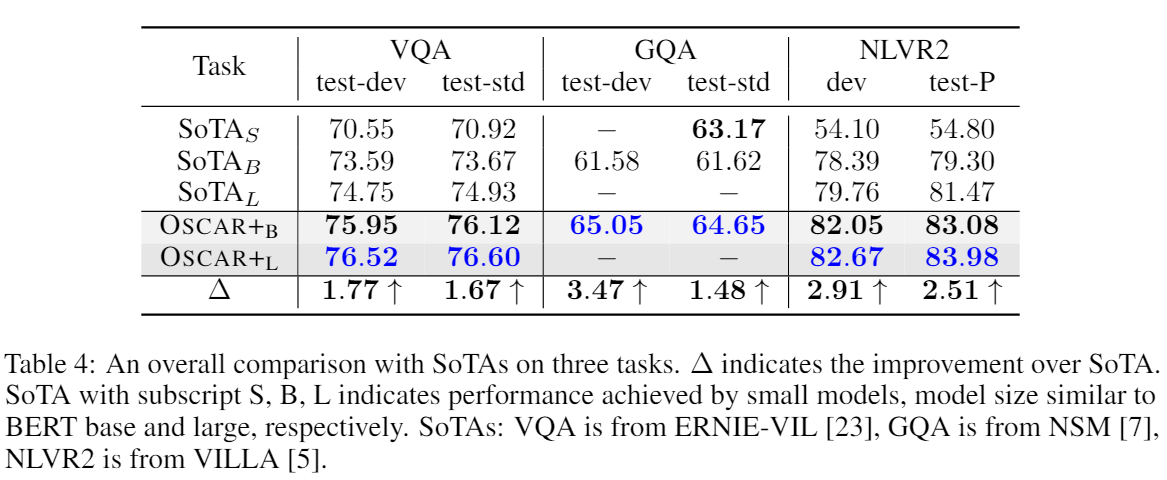 Task VQA GQA NLVR2
test-dev test-std test-dev test-std dev test-P
SoTA_S 70.55 70.92 – 63.17 54.10 54.80
SoTA_B 73.59 73.67 61.58 61.62 78.39 79.30
SoTA_L 74.75 74.93 – – 79.76 81.47
OSCAR+_B 75.95 76.12 65.05 64.65 82.05 83.08
OSCAR+_L 76.52 76.60 – – 82.67 83.98
Δ 1.77 ↑ 1.67 ↑ 3.47 ↑ 1.48 ↑ 2.91 ↑ 2.51 ↑
Table 4: An overall comparison with SoTAs on three tasks. Δ indicates the improvement over SoTA.
SoTA with subscript S, B, L indicates performance achieved by small models, model size similar to
BERT base and large, respectively. SoTAs: VQA is from ERNIE-VIL [23], GQA is from NSM [7],
NLVR2 is from VILLA [5].